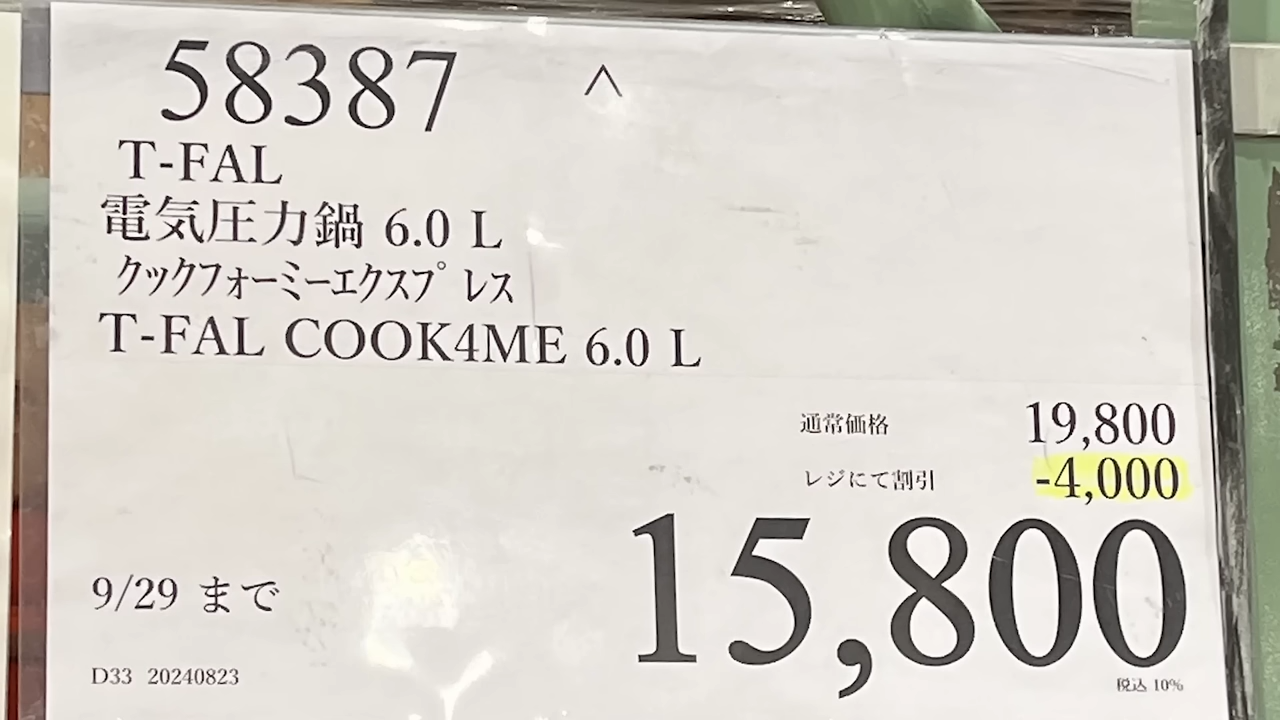 58387 ^
T-FAL
電気圧力鍋 6.0 L
ｸｯｸﾌｫｰﾐｰｴｸｽﾌﾟﾚｽ
T-FAL COOK4ME 6.0 L
通常価格 19,800
レジにて割引 -4,000
15,800
9/29 まで
税込 10%
D33 20240823